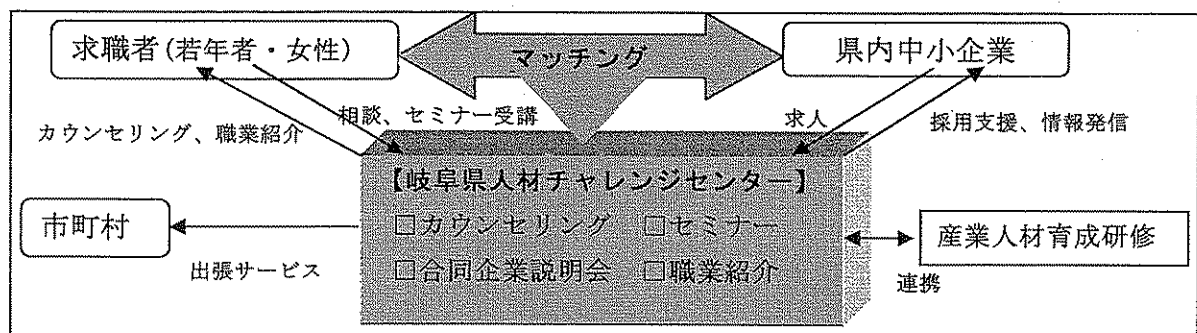 求職者(若年者・女性)
マッチング
県内中小企業
カウンセリング、職業紹介
相談、セミナー受講
求人
採用支援、情報発信
【岐阜県人材チャレンジセンター】
□カウンセリング □セミナー
□合同企業説明会 □職業紹介
市町村
出張サービス
産業人材育成研修
連携